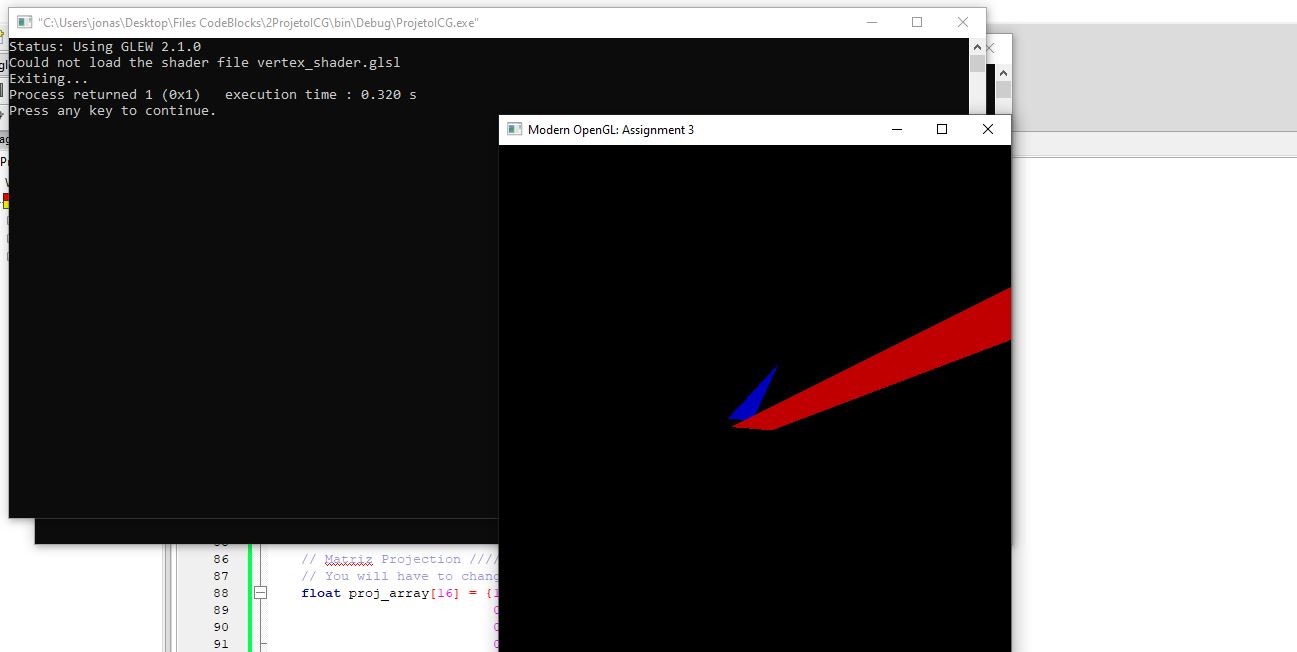 "C:\Users\jonas\Desktop\Files CodeBlocks\2ProjetoICG\bin\Debug\ProjetoICG.exe"
Status: Using GLEW 2.1.0
Could not load the shader file vertex_shader.glsl
Exiting...
Process returned 1 (0x1)   execution time : 0.320 s
Press any key to continue.
Modern OpenGL: Assignment 3
86 // Matriz Projection ////
87 // You will have to chang
88 float proj_array[16] = {1
89 0
90 0
91 0